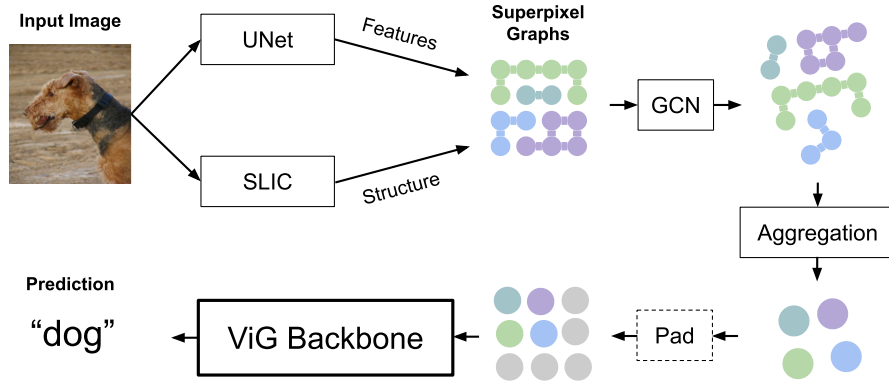 Input Image
UNet
Features
Superpixel
Graphs
GCN
SLIC
Structure
Aggregation
Prediction
“dog”
ViG Backbone
Pad